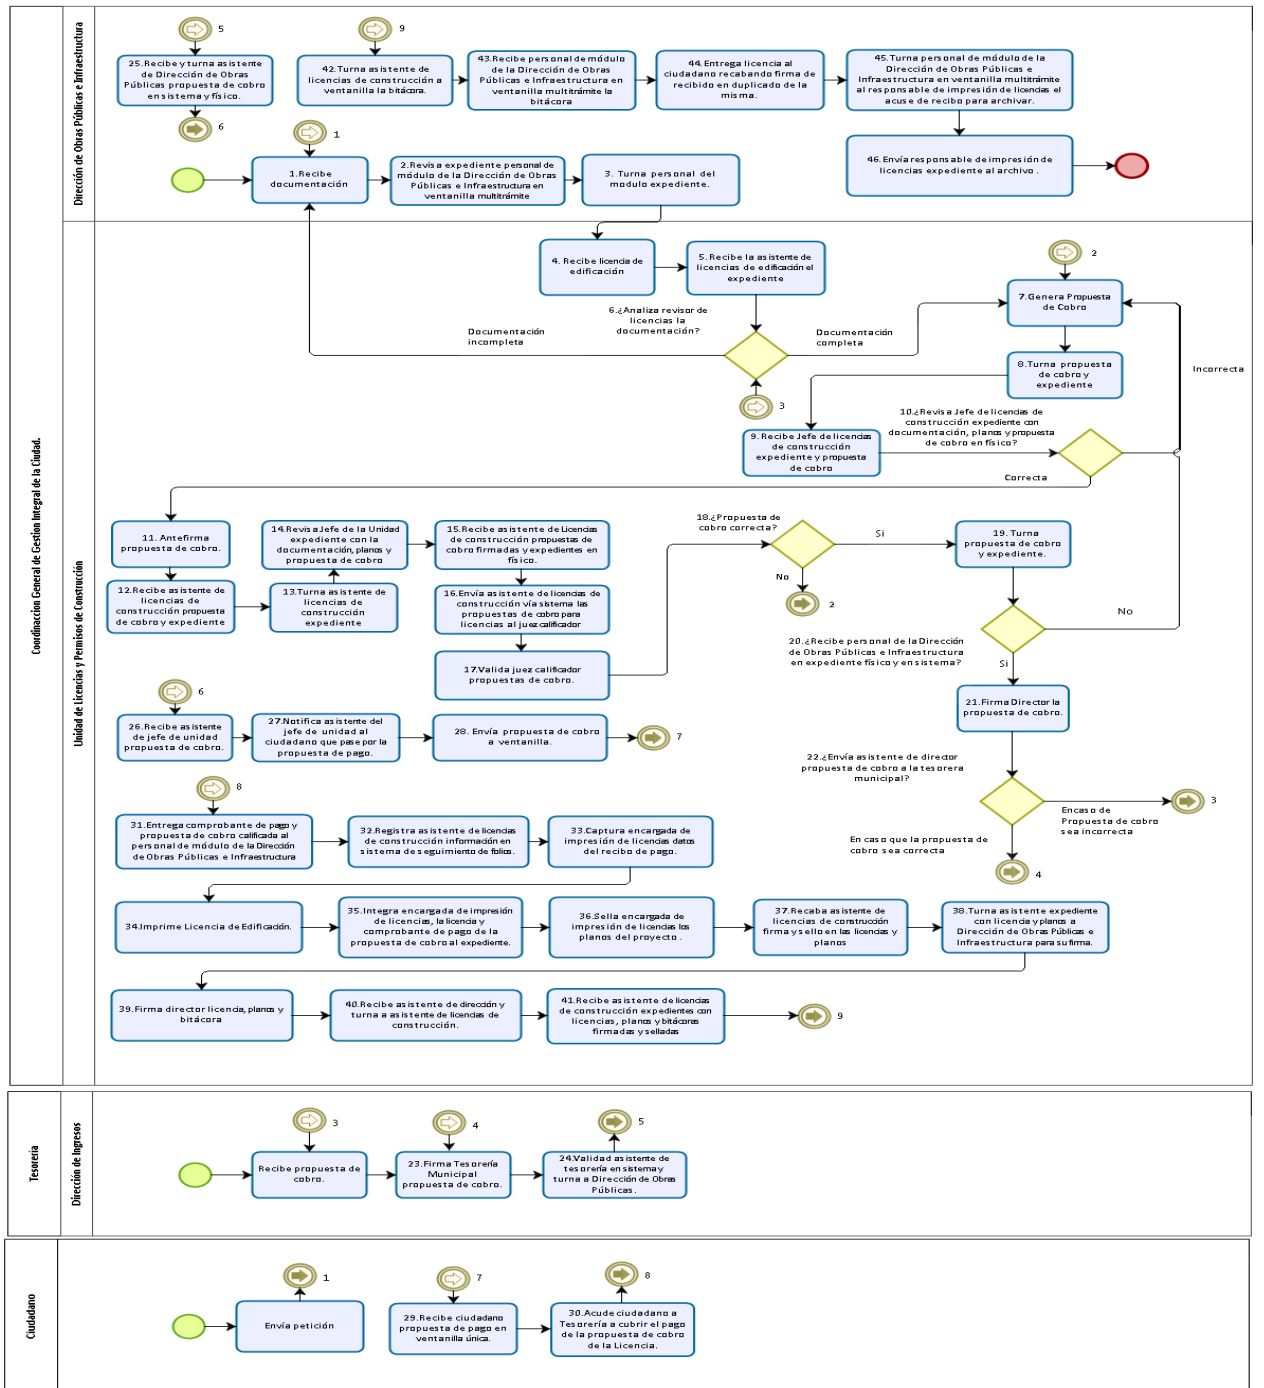 Coordinaccion General de Gestion Integral de la Ciudad.
Dirección de Obras Públicas e Infraestructura
5
25.Recibe y turna asistente
de Dirección de Obras
Públicas propuesta de cobro
en sistema y físico.
6
9
42.Turna asistente de
licencias de construcción a
ventanilla la bitácora.
43.Recibe personal de módulo
de la Dirección de Obras
Públicas e Infraestructura en
ventanilla multitrámite la
bitácora
44.Entrega licencia al
ciudadano recabando firma de
recibido en duplicado de la
misma.
45.Turna personal de módulo de la
Dirección de Obras Públicas e
Infraestructura en ventanilla multitrámite
al responsable de impresión de licencias el
acuse de recibo para archivar.
46.Envía responsable de impresión de
licencias expediente al archivo .
1
1.Recibe
documentación
2.Revisa expediente personal de
módulo de la Dirección de Obras
Públicas e Infraestructura en
ventanilla multitrámite
3. Turna personal del
modulo expediente.
Unidad de Licencias y Permisos de Construcción
4. Recibe licencia de
edificación
5. Recibe la asistente de
licencias de edificación el
expediente
6.¿Analiza revisor de
licencias la
documentación?
Documentación
incompleta
Documentación
completa
3
2
7.Genera Propuesta
de Cobro
8.Turna propuesta
de cobro y
expediente
Incorrecta
9.Recibe Jefe de licencias
de construcción
expediente y propuesta
de cobro
10.¿Revisa Jefe de licencias de
construcción expediente con
documentación, planos y propuesta
de cobro en físico?
Correcta
11. Antefirma
propuesta de cobro.
12.Recibe asistente de
licencias de
construcción propuesta
de cobro y expediente
13.Turna asistente de
licencias de
construcción
expediente
14.Revisa Jefe de la Unidad
expediente con la
documentación, planos y
propuesta de cobro
15.Recibe asistente de Licencias
de construcción propuestas de
cobro firmadas y expedientes en
físico.
16.Envía asistente de licencias de
construcción vía sistema las
propuestas de cobro para
licencias al juez calificador
17.Valida juez calificador
propuestas de cobro.
18.¿Propuesta de
cobro correcta?
Si
No
2
19. Turna
propuesta de cobro
y expediente.
20.¿Recibe personal de la Dirección
de Obras Públicas e Infraestructura
en expediente físico y en sistema?
No
Si
21.Firma Director la
propuesta de cobro.
22.¿Envía asistente de director
propuesta de cobro a la tesorera
municipal?
En caso de
Propuesta de cobro
sea incorrecta
3
En caso que la propuesta de
cobro sea correcta
4
6
26.Recibe asistente
de jefe de unidad
propuesta de cobro.
27.Notifica asistente del
jefe de unidad al
ciudadano que pase por la
propuesta de pago.
28. Envía propuesta de cobro
a ventanilla.
7
8
31.Entrega comprobante de pago y
propuesta de cobro calificada al
personal de módulo de la Dirección
de Obras Públicas e Infraestructura
32.Registra asistente de licencias
de construcción información en
sistema de seguimiento de folios.
33.Captura encargada de
impresión de licencias datos
del recibo de pago.
34.Imprime Licencia de Edificación.
35.Integra encargada de impresión
de licencias, la licencia y
comprobante de pago de la
propuesta de cobro al expediente.
36.Sella encargada de
impresión de licencias los
planos del proyecto .
37.Recaba asistente de
licencias de construcción
firma y sello en las licencias y
planos
38.Turna asistente expediente
con licencia y planos a
Dirección de Obras Públicas e
Infraestructura para su firma.
39.Firma director licencia, planos y
bitácora
40.Recibe asistente de dirección y
turna a asistente de licencias de
construcción.
41.Recibe asistente de licencias
de construcción expedientes con
licencias, planos y bitácoras
firmadas y selladas
9
Tesorería
Dirección de Ingresos
3
Recibe propuesta de
cobro.
4
23.Firma Tesorería
Municipal
propuesta de cobro.
5
24.Validad asistente de
tesorería en sistema y
turna a Dirección de Obras
Públicas.
Ciudadano
1
Envía petición
7
29.Recibe ciudadano
propuesta de pago en
ventanilla única.
8
30.Acude ciudadano a
Tesorería a cubrir el pago
de la propuesta de cobro
de la Licencia.